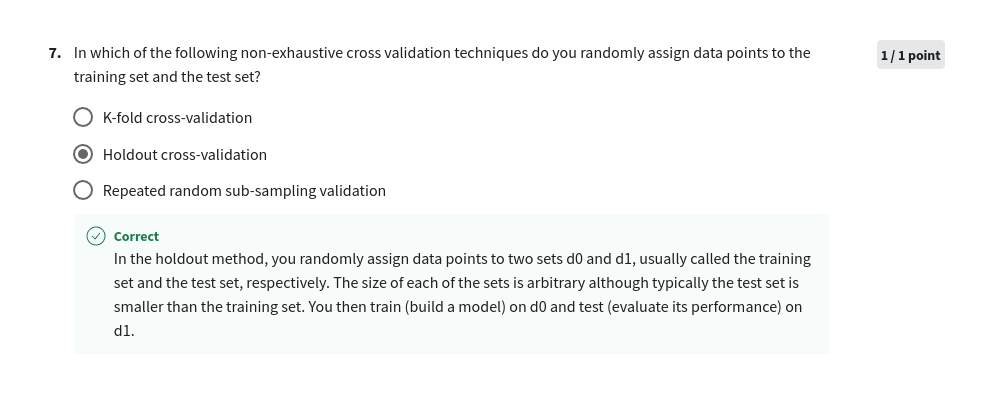 7. In which of the following non-exhaustive cross validation techniques do you randomly assign data points to the
training set and the test set?
1 / 1 point
K-fold cross-validation
Holdout cross-validation
Repeated random sub-sampling validation
Correct
In the holdout method, you randomly assign data points to two sets d0 and d1, usually called the training
set and the test set, respectively. The size of each of the sets is arbitrary although typically the test set is
smaller than the training set. You then train (build a model) on d0 and test (evaluate its performance) on
d1.